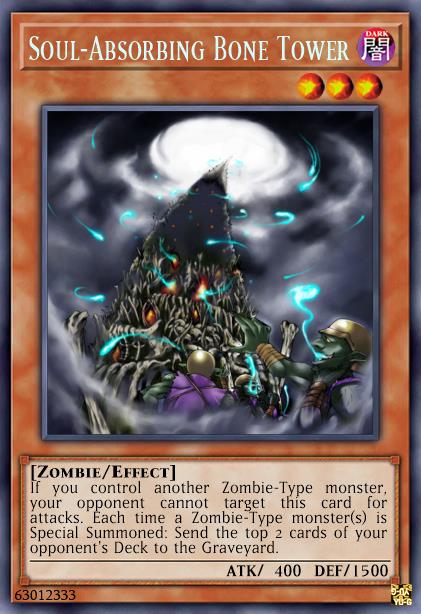 SOUL-ABSORBING BONE TOWER
DARK
闇
[ZOMBIE/EFFECT]
If you control another Zombie-Type monster,
your opponent cannot target this card for
attacks. Each time a Zombie-Type monster(s) is
Special Summoned: Send the top 2 cards of your
opponent's Deck to the Graveyard.
ATK/ 400 DEF/1500
63012333